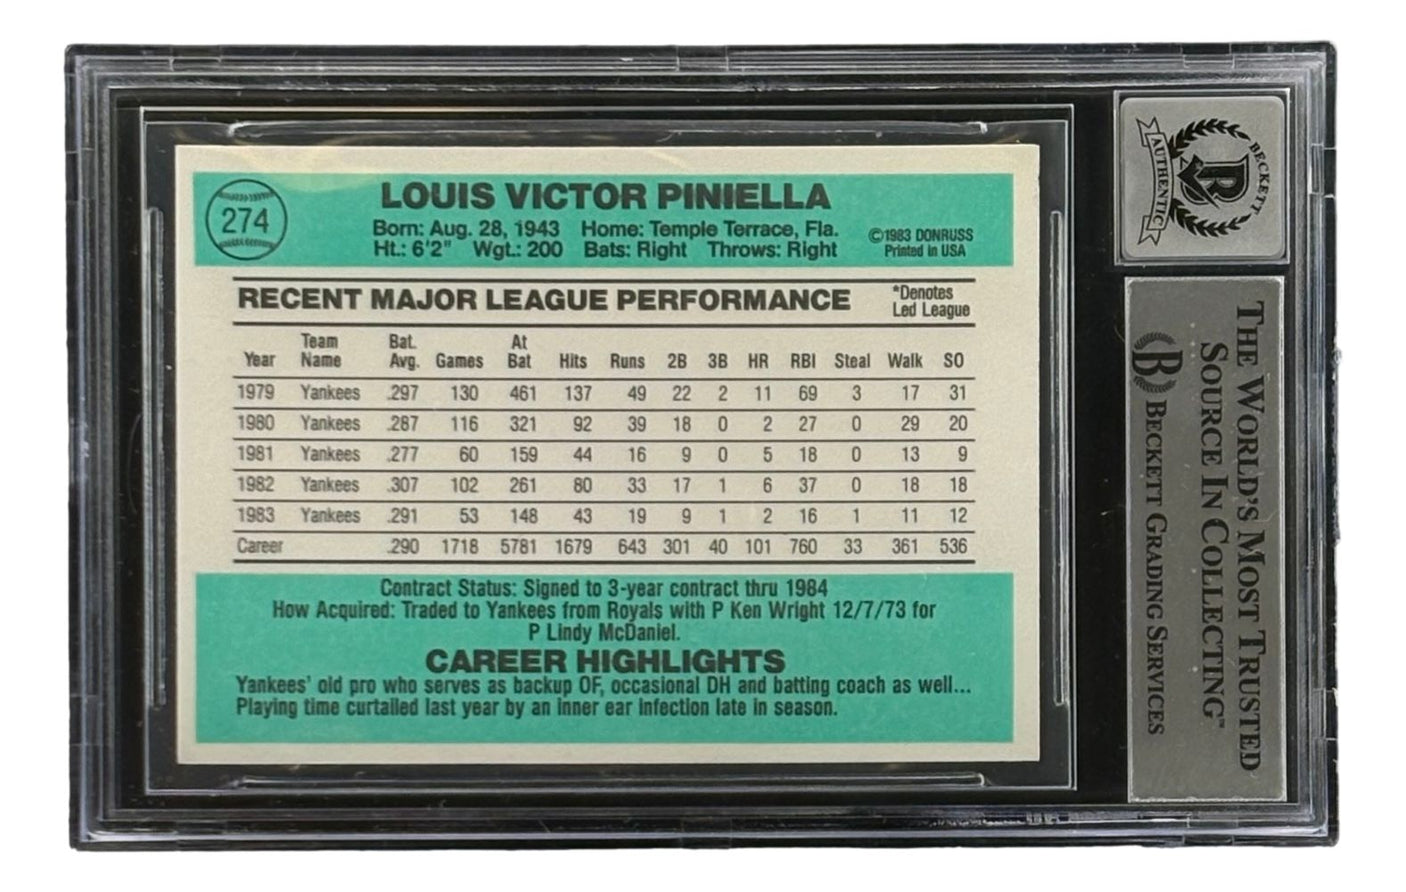 274
LOUIS VICTOR PINIELLA
Born: Aug. 28, 1943 Home: Temple Terrace, Fla.
Ht.: 6'2" Wgt.: 200 Bats: Right Throws: Right
©1983 DONRUSS
Printed in USA
RECENT MAJOR LEAGUE PERFORMANCE
*Denotes
Led League
Year Team Name Bat. Avg. Games At Bat Hits Runs 2B 3B HR RBI Steal Walk SO
1979 Yankees .297 130 461 137 49 22 2 11 69 3 17 31
1980 Yankees .287 116 321 92 39 18 0 2 27 0 29 20
1981 Yankees .277 60 159 44 16 9 0 5 18 0 13 9
1982 Yankees .307 102 261 80 33 17 1 6 37 0 18 18
1983 Yankees .291 53 148 43 19 9 1 2 16 1 11 12
Career .290 1718 5781 1679 643 301 40 101 760 33 361 536
Contract Status: Signed to 3-year contract thru 1984
How Acquired: Traded to Yankees from Royals with P Ken Wright 12/7/73 for
P Lindy McDaniel.
CAREER HIGHLIGHTS
Yankees' old pro who serves as backup OF, occasional DH and batting coach as well...
Playing time curtailed last year by an inner ear infection late in season.
BECKETT
AUTHENTIC
B
THE WORLD'S MOST TRUSTED
SOURCE IN COLLECTING™
B BECKETT GRADING SERVICES